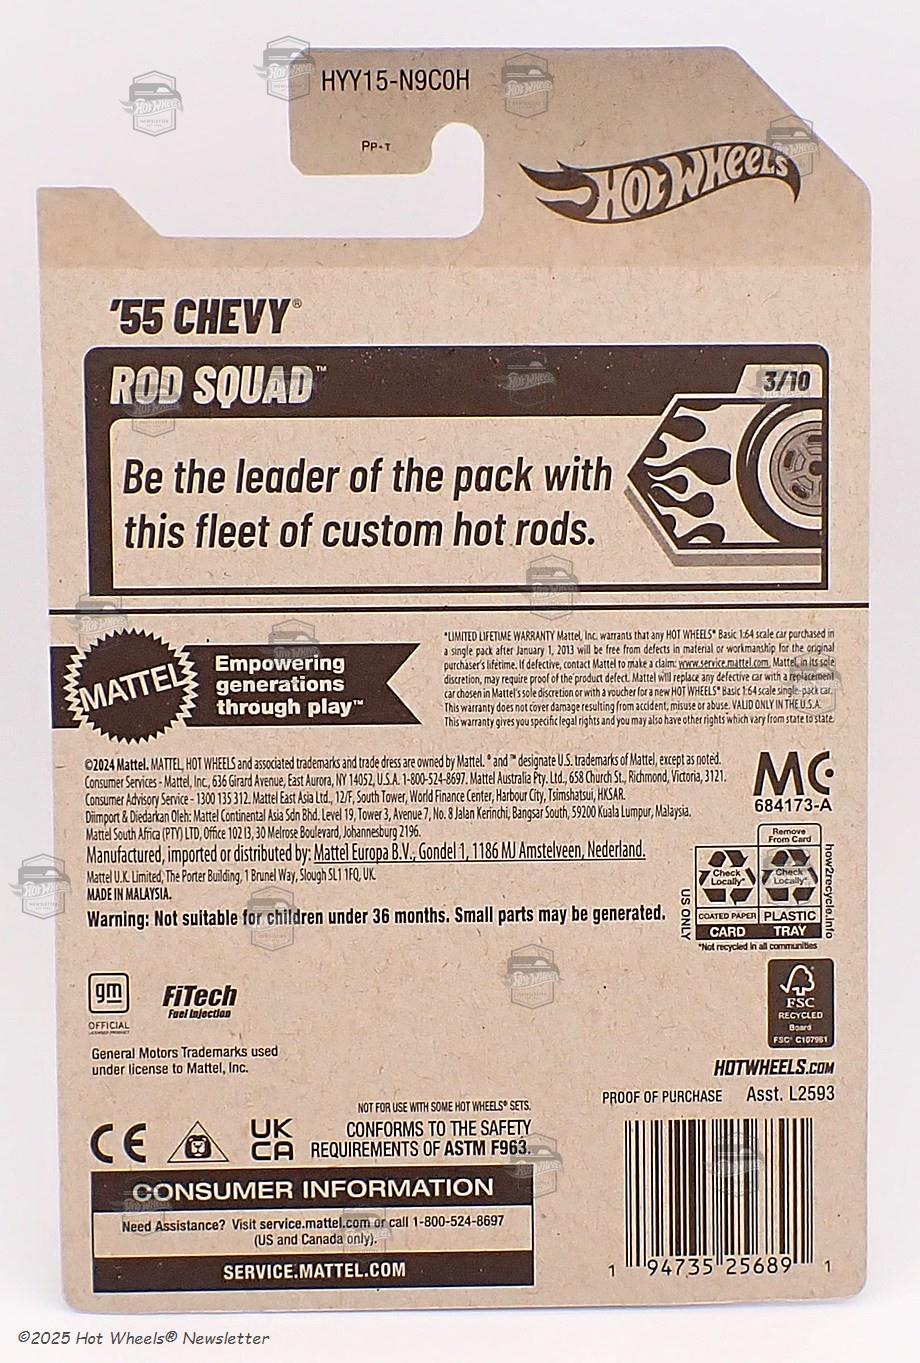 HYY15-N9C0H
PP-T
HOT WHEELS
'55 CHEVY®
ROD SQUAD™
3/10
Be the leader of the pack with
this fleet of custom hot rods.
MATTEL
Empowering
generations
through play™
*LIMITED LIFETIME WARRANTY Mattel, Inc. warrants that any HOT WHEELS® Basic 1:64 scale car purchased in
a single pack after January 1, 2013 will be free from defects in material or workmanship for the original
purchaser's lifetime. If defective, contact Mattel to make a claim: www.service.mattel.com. Mattel, in its sole
discretion, may require proof of the product defect. Mattel will replace any defective car with a replacement
car chosen in Mattel's sole discretion or with a voucher for a new HOT WHEELS® Basic 1:64 scale single-pack car.
This warranty does not cover damage resulting from accident, misuse or abuse. VALID ONLY IN THE U.S.A.
This warranty gives you specific legal rights and you may also have other rights which vary from state to state.
©2024 Mattel. MATTEL, HOT WHEELS and associated trademarks and trade dress are owned by Mattel. ® and ™ designate U.S. trademarks of Mattel, except as noted.
Consumer Services - Mattel, Inc., 636 Girard Avenue, East Aurora, NY 14052, U.S.A. 1-800-524-8697. Mattel Australia Pty. Ltd., 658 Church St., Richmond, Victoria, 3121.
Consumer Advisory Service - 1300 135 312. Mattel East Asia Ltd., 12/F, South Tower, World Finance Center, Harbour City, Tsimshatsui, HKSAR.
Diimport & Diedarkan Oleh: Mattel Continental Asia Sdn Bhd. Level 19, Tower 3, Avenue 7, No. 8 Jalan Kerinchi, Bangsar South, 59200 Kuala Lumpur, Malaysia.
Mattel South Africa (PTY) LTD, Office 102 I3, 30 Melrose Boulevard, Johannesburg 2196.
Manufactured, imported or distributed by: Mattel Europa B.V., Gondel 1, 1186 MJ Amstelveen, Nederland.
Mattel U.K. Limited, The Porter Building, 1 Brunel Way, Slough SL1 1FQ, UK.
MADE IN MALAYSIA.
Warning: Not suitable for children under 36 months. Small parts may be generated.
MC
684173-A
Remove
From Card
Check
Locally*
Check
Locally*
COATED PAPER
PLASTIC
CARD
TRAY
US ONLY
how2recycle.info
*Not recycled in all communities
gm
OFFICIAL
LICENSED PRODUCT
FiTech
Fuel Injection
General Motors Trademarks used
under license to Mattel, Inc.
FSC
RECYCLED
Board
FSC® C107961
HOTWHEELS.COM
PROOF OF PURCHASE Asst. L2593
NOT FOR USE WITH SOME HOT WHEELS® SETS.
CE
UK
CA
CONFORMS TO THE SAFETY
REQUIREMENTS OF ASTM F963.
CONSUMER INFORMATION
Need Assistance? Visit service.mattel.com or call 1-800-524-8697
(US and Canada only).
SERVICE.MATTEL.COM
1 94735 25689 1
©2025 Hot Wheels® Newsletter